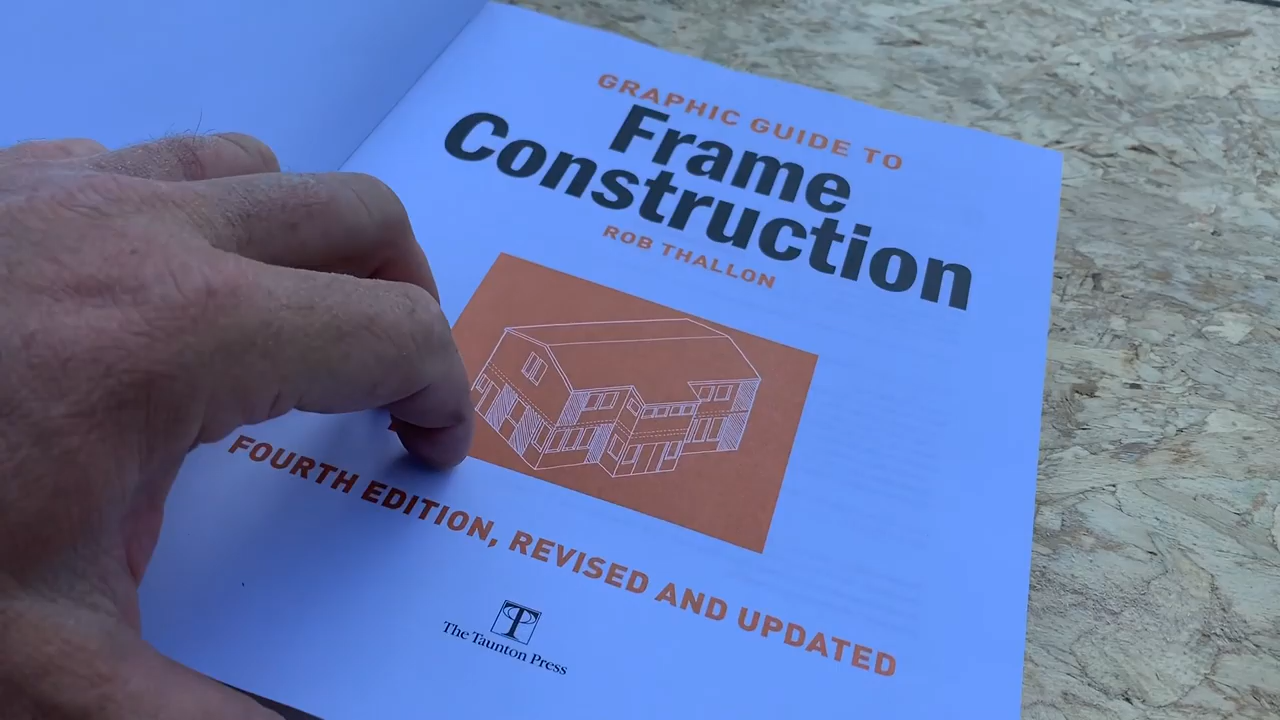 GRAPHIC GUIDE TO
Frame
Construction
ROB THALLON
FOURTH EDITION, REVISED AND UPDATED
The Taunton Press